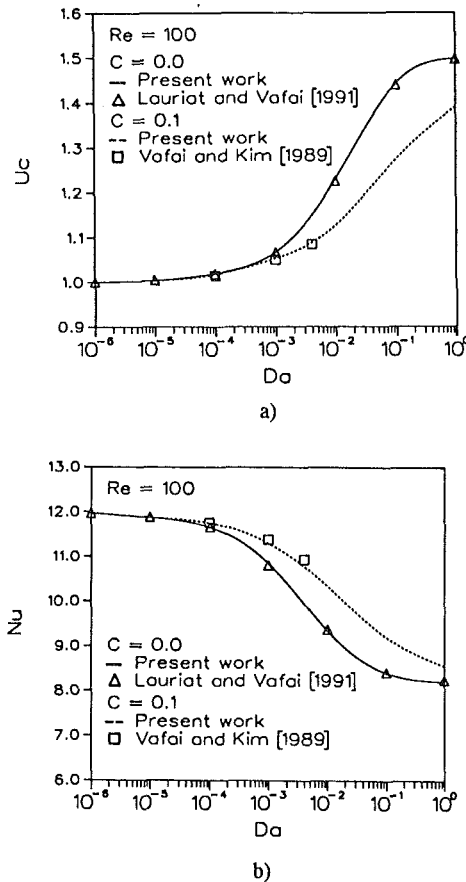 Re = 100
C = 0.0
Present work
Lauriat and Vafai [1991]
C = 0.1
Present work
Vafai and Kim [1989]
1.5
1.4
1.3
1.2
1.1
1.0
0.9
Uc
10⁻⁶ 10⁻⁵ 10⁻⁴ 10⁻³ 10⁻² 10⁻¹ 10⁰
Da
a)
13.0
12.0
11.0
10.0
9.0
8.0
7.0
6.0
Nu
Re = 100
C = 0.0
Present work
Lauriat and Vafai [1991]
C = 0.1
Present work
Vafai and Kim [1989]
10⁻⁶ 10⁻⁵ 10⁻⁴ 10⁻³ 10⁻² 10⁻¹ 10⁰
Da
b)